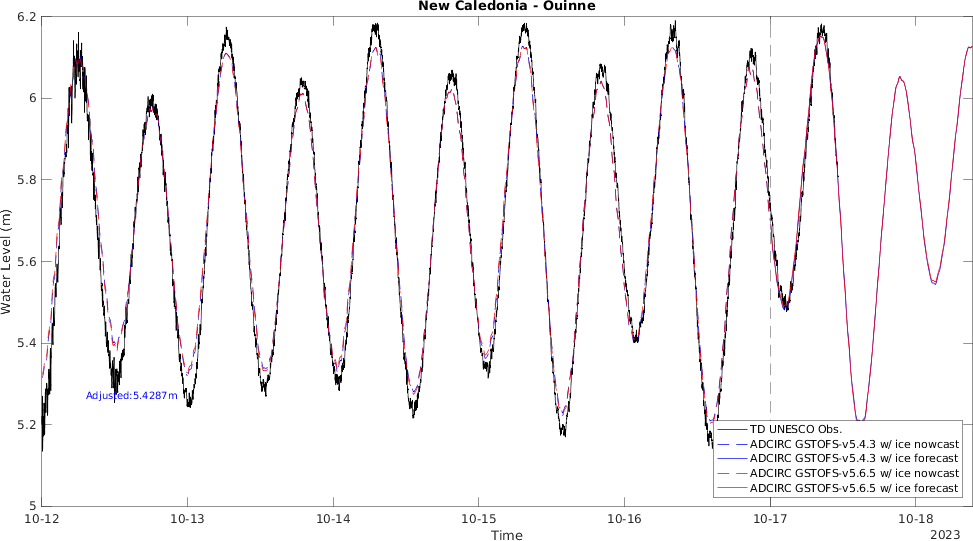 New Caledonia - Ouinne
6.2
6
5.8
5.6
5.4
5.2
5
Water Level (m)
Adjusted:5.4287m
TD UNESCO Obs.
ADCIRC GSTOFS-v5.4.3 w/ ice nowcast
ADCIRC GSTOFS-v5.4.3 w/ ice forecast
ADCIRC GSTOFS-v5.6.5 w/ ice nowcast
ADCIRC GSTOFS-v5.6.5 w/ ice forecast
10-12 10-13 10-14 10-15 10-16 10-17 10-18
Time
2023